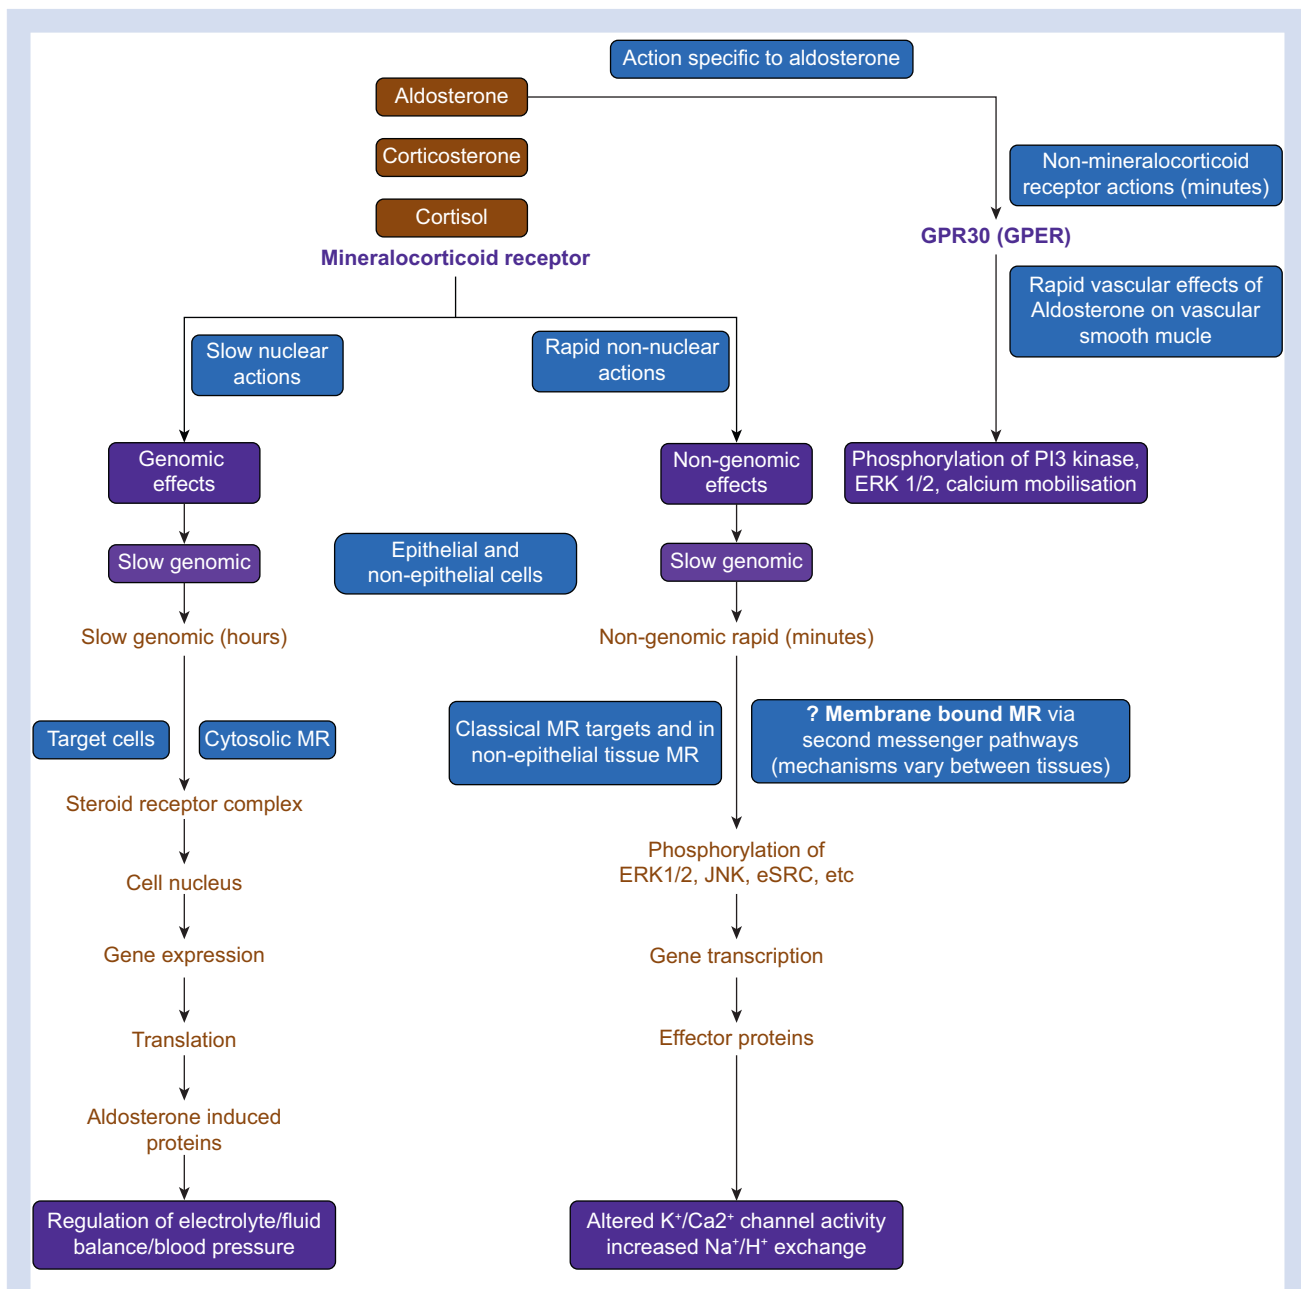 Action specific to aldosterone
Aldosterone
Corticosterone
Cortisol
Mineralocorticoid receptor
Non-mineralocorticoid
receptor actions (minutes)
GPR30 (GPER)
Rapid vascular effects of
Aldosterone on vascular
smooth mucle
Slow nuclear
actions
Rapid non-nuclear
actions
Genomic
effects
Non-genomic
effects
Phosphorylation of PI3 kinase,
ERK 1/2, calcium mobilisation
Slow genomic
Epithelial and
non-epithelial cells
Slow genomic
Slow genomic (hours)
Non-genomic rapid (minutes)
Target cells
Cytosolic MR
Classical MR targets and in
non-epithelial tissue MR
? Membrane bound MR via
second messenger pathways
(mechanisms vary between tissues)
Steroid receptor complex
Phosphorylation of
ERK1/2, JNK, eSRC, etc
Cell nucleus
Gene expression
Gene transcription
Translation
Effector proteins
Aldosterone induced
proteins
Regulation of electrolyte/fluid
balance/blood pressure
Altered K⁺/Ca2⁺ channel activity
increased Na⁺/H⁺ exchange